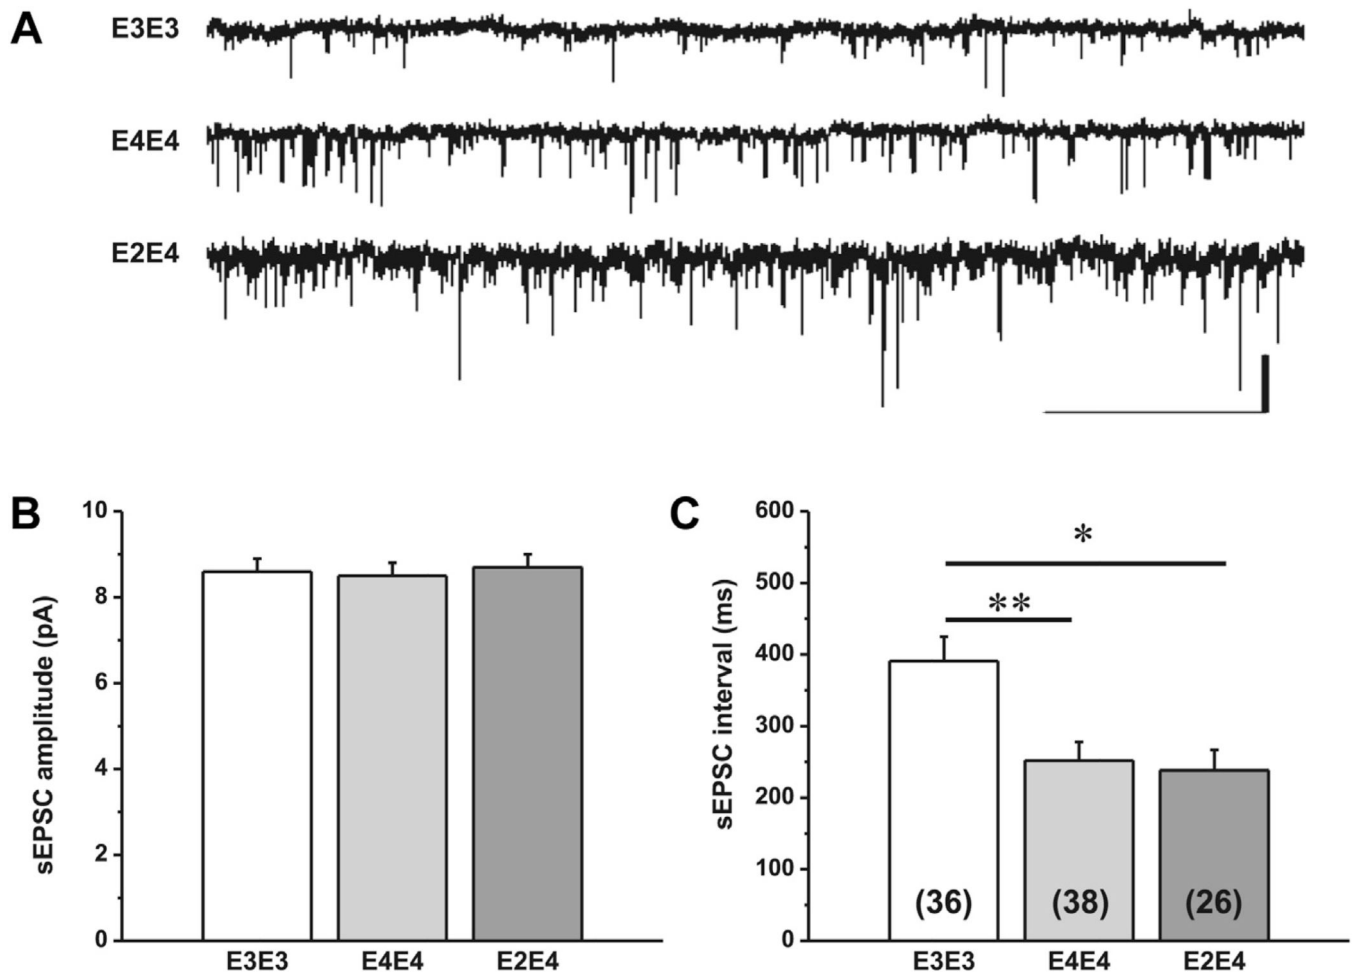 A
E3E3
E4E4
E2E4
B
sEPSC amplitude (pA)
10
8
6
4
2
0
E3E3 E4E4 E2E4
C
sEPSC interval (ms)
600
500
400
300
200
100
0
*
**
(36) (38) (26)
E3E3 E4E4 E2E4